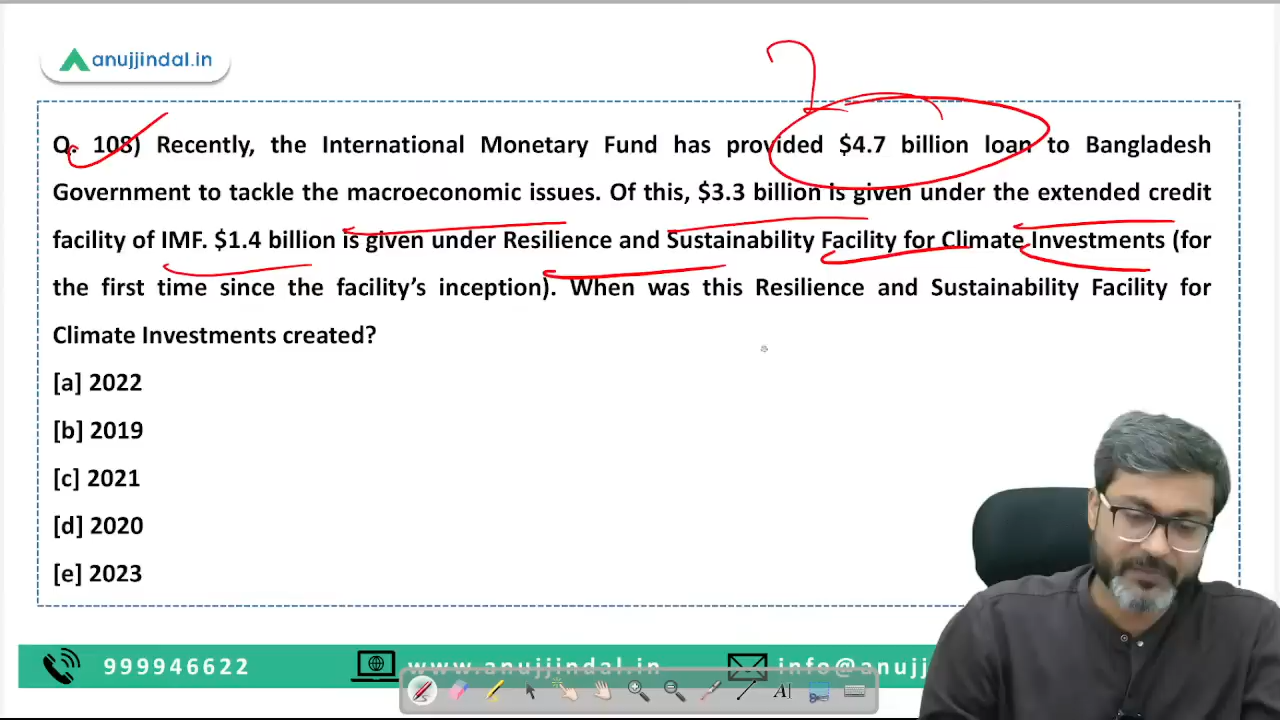 anujjindal.in
Q. 108) Recently, the International Monetary Fund has provided $4.7 billion loan to Bangladesh
Government to tackle the macroeconomic issues. Of this, $3.3 billion is given under the extended credit
facility of IMF. $1.4 billion is given under Resilience and Sustainability Facility for Climate Investments (for
the first time since the facility’s inception). When was this Resilience and Sustainability Facility for
Climate Investments created?
[a] 2022
[b] 2019
[c] 2021
[d] 2020
[e] 2023
999946622 www.anujjindal.in info@anujj
A